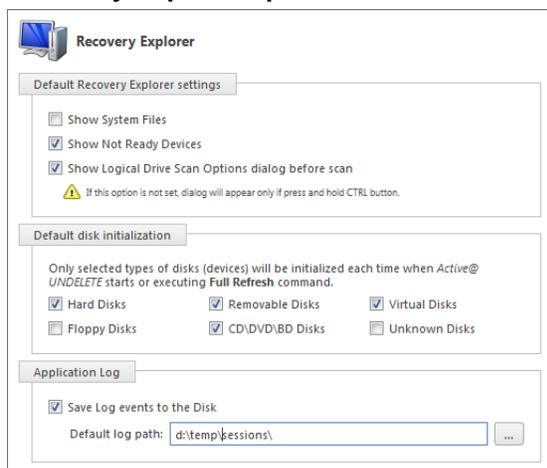 Recovery Explorer
Default Recovery Explorer settings
Show System Files
Show Not Ready Devices
Show Logical Drive Scan Options dialog before scan
If this option is not set, dialog will appear only if press and hold CTRL button.
Default disk initialization
Only selected types of disks (devices) will be initialized each time when Active@
UNDELETE starts or executing Full Refresh command.
Hard Disks Removable Disks Virtual Disks
Floppy Disks CD\DVD\BD Disks Unknown Disks
Application Log
Save Log events to the Disk
Default log path: d:\temp\sessions\ ...